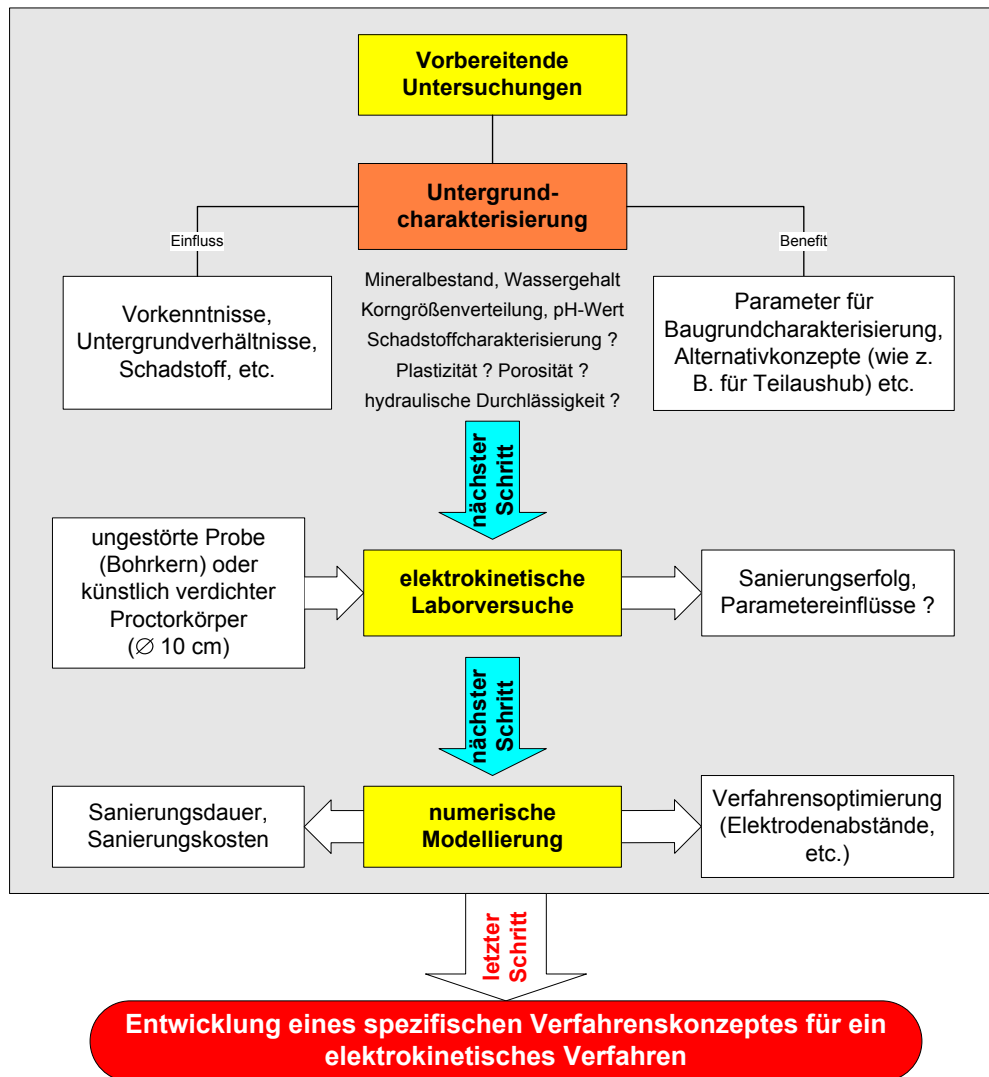 Vorbereitende
Untersuchungen
Untergrund-
charakterisierung
Einfluss
Benefit
Vorkenntnisse,
Untergrundverhältnisse,
Schadstoff, etc.
Mineralbestand, Wassergehalt
Korngrößenverteilung, pH-Wert
Schadstoffcharakterisierung ?
Plastizität ? Porosität ?
hydraulische Durchlässigkeit ?
Parameter für
Baugrundcharakterisierung,
Alternativkonzepte (wie z.
B. für Teilaushub) etc.
nächster
Schritt
ungestörte Probe
(Bohrkern) oder
künstlich verdichter
Proctorkörper
(∅ 10 cm)
elektrokinetische
Laborversuche
Sanierungserfolg,
Parametereinflüsse ?
nächster
Schritt
Sanierungsdauer,
Sanierungskosten
numerische
Modellierung
Verfahrensoptimierung
(Elektrodenabstände,
etc.)
letzter
Schritt
Entwicklung eines spezifischen Verfahrenskonzeptes für ein
elektrokinetisches Verfahren